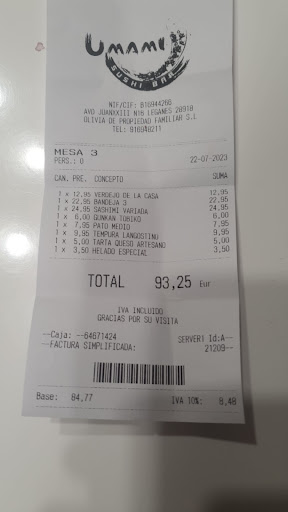 UMAMI
SUSHI BAR
NIF/CIF: B16944266
AVD JUANXXIII N16 LEGANES 28918
OLIVIA DE PROPIEDAD FAMILIAR S.L
TEL: 916948211
MESA 3
PERS.: 0 22-07-2023
CAN. PRE. CONCEPTO SUMA
1 x 12,95 VERDEJO DE LA CASA 12,95
1 x 22,95 BANDEJA 3 22,95
1 x 24,95 SASHIMI VARIADA 24,95
1 x 6,00 GUNKAN TOBIKO 6,00
1 x 7,95 PATO MEDIO 7,95
1 x 9,95 TEMPURA LANGOSTINO 9,95
1 x 5,00 TARTA QUESO ARTESANO 5,00
1 x 3,50 HELADO ESPECIAL 3,50
TOTAL 93,25 Eur
IVA INCLUIDO
GRACIAS POR SU VISITA
--Caja: --64671424 SERVER1 Id:A--
--FACTURA SIMPLIFICADA: 21209--
Base: 84,77 IVA 10%: 8,48